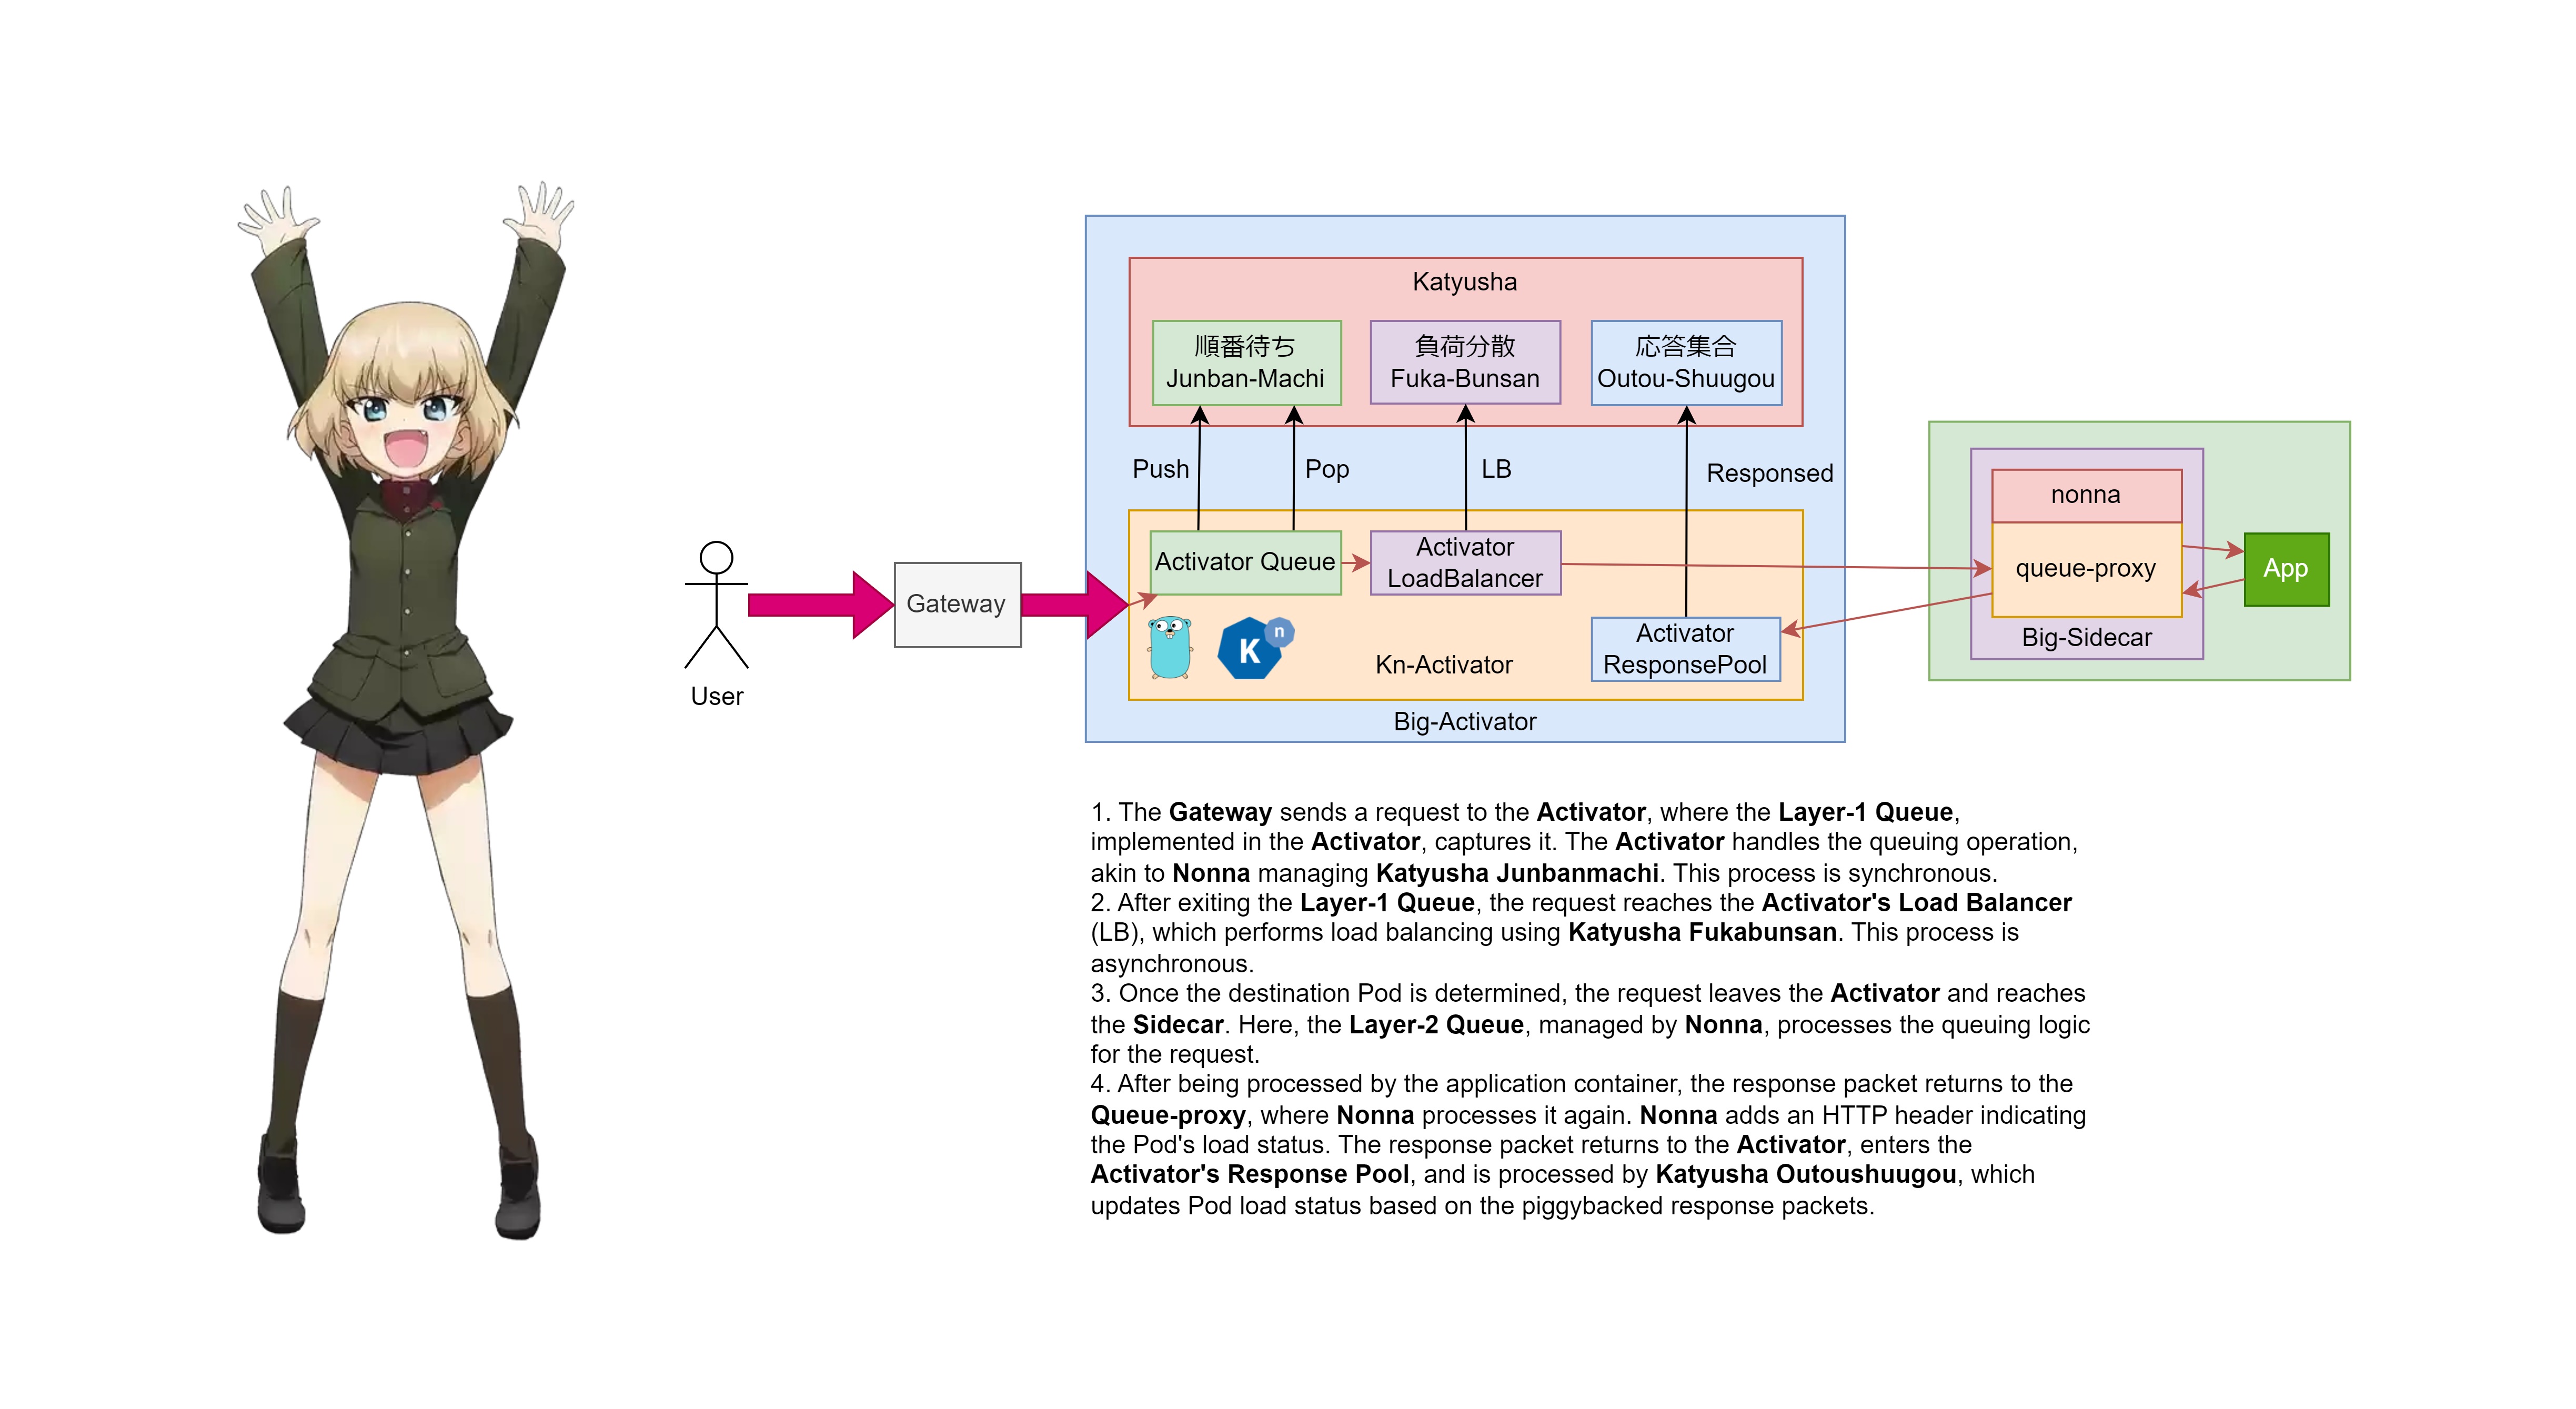 Katyusha
順番待ち
Junban-Machi
負荷分散
Fuka-Bunsan
応答集合
Outou-Shuugou
Push
Pop
LB
Responsed
Activator Queue
Activator
LoadBalancer
Activator
ResponsePool
K
n
Kn-Activator
Big-Activator
User
Gateway
nonna
queue-proxy
Big-Sidecar
App
1. The Gateway sends a request to the Activator, where the Layer-1 Queue,
implemented in the Activator, captures it. The Activator handles the queuing operation,
akin to Nonna managing Katyusha Junbanmachi. This process is synchronous.
2. After exiting the Layer-1 Queue, the request reaches the Activator's Load Balancer
(LB), which performs load balancing using Katyusha Fukabunsan. This process is
asynchronous.
3. Once the destination Pod is determined, the request leaves the Activator and reaches
the Sidecar. Here, the Layer-2 Queue, managed by Nonna, processes the queuing logic
for the request.
4. After being processed by the application container, the response packet returns to the
Queue-proxy, where Nonna processes it again. Nonna adds an HTTP header indicating
the Pod's load status. The response packet returns to the Activator, enters the
Activator's Response Pool, and is processed by Katyusha Outoushuugou, which
updates Pod load status based on the piggybacked response packets.